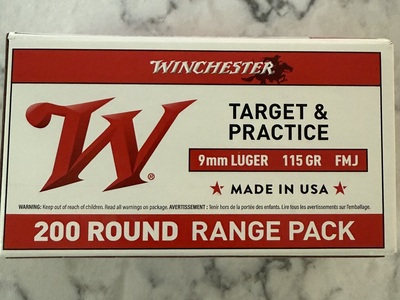 WINCHESTER
W®
TARGET &
PRACTICE
9mm LUGER 115 GR FMJ
★ MADE IN USA ★
WARNING: Keep out of reach of children. Read all warnings on package. AVERTISSEMENT : Tenir hors de la portée des enfants. Lire tous les avertissements sur l'emballage.
200 ROUND RANGE PACK